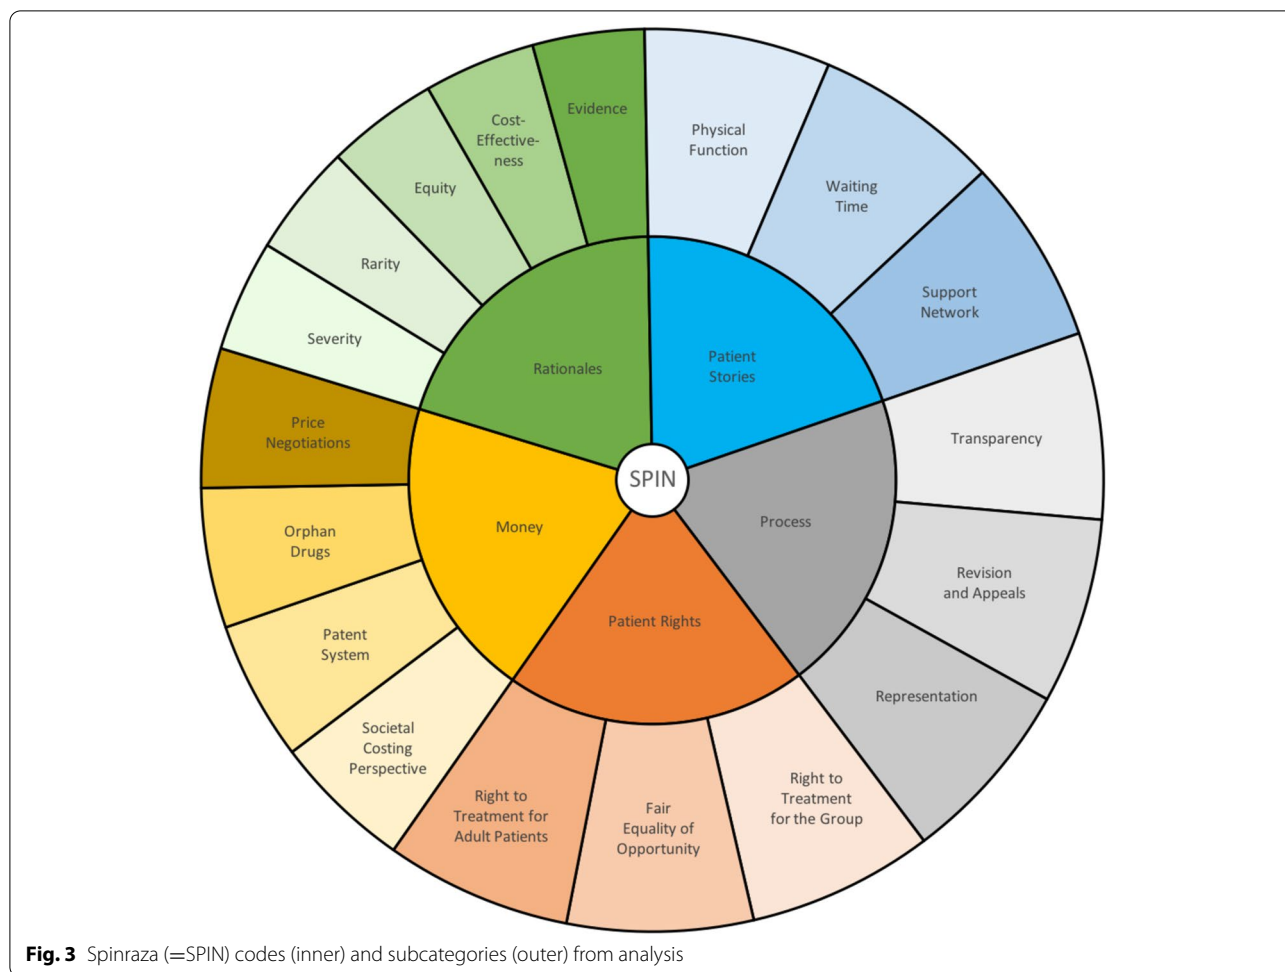 Evidence
Cost-
Effective-
ness
Equity
Rarity
Severity
Physical
Function
Waiting
Time
Support
Network
Rationales
Patient
Stories
Price
Negotiations
Transparency
SPIN
Money
Process
Orphan
Drugs
Revision
and Appeals
Patent
System
Patient Rights
Representation
Societal
Costing
Perspective
Right to
Treatment for
Adult Patients
Fair
Equality of
Opportunity
Right to
Treatment
for the Group
Fig. 3 Spinraza (=SPIN) codes (inner) and subcategories (outer) from analysis